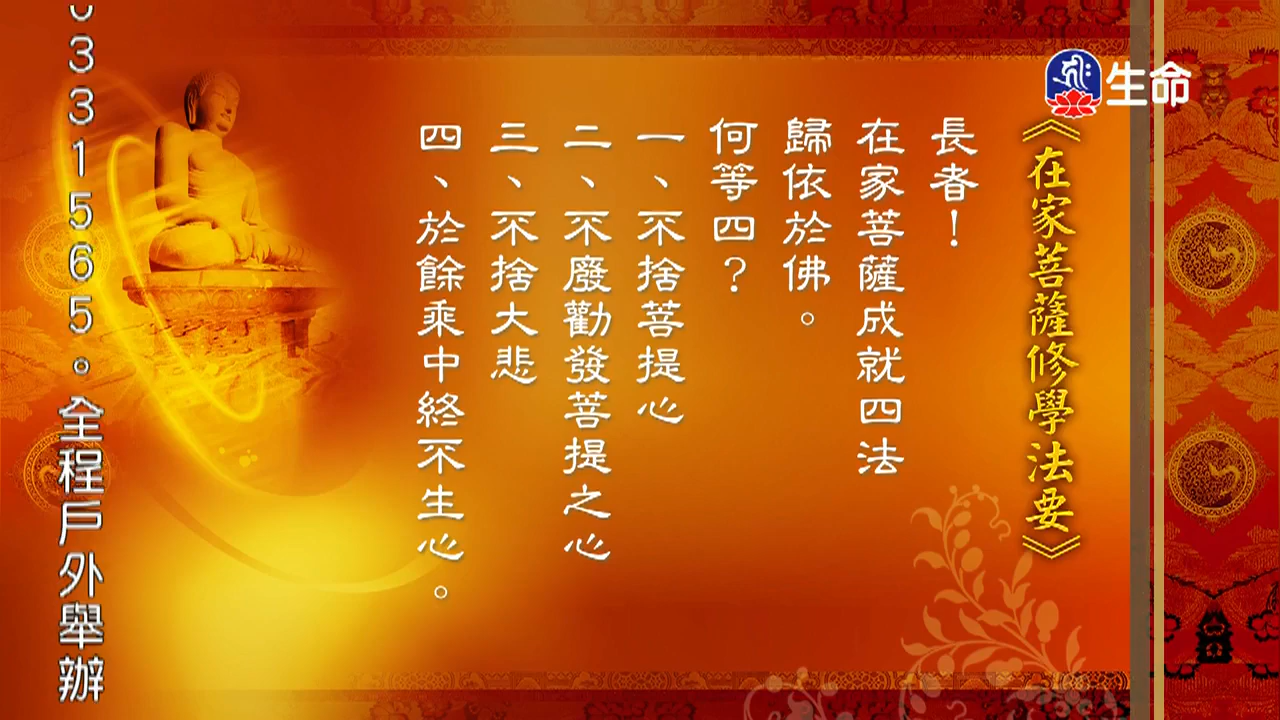 生命
《在家菩薩修學法要》
長者！
在家菩薩成就四法
歸依於佛。
何等四？
一、不捨菩提心
二、不廢勸發菩提之心
三、不捨大悲
四、於餘乘中終不生心。
3315565。全程戶外舉辦